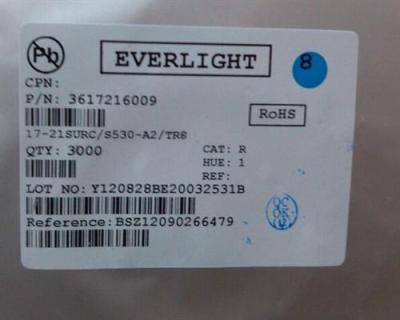 Pb
EVERLIGHT
8
CPN:
P/N: 3617216009
RoHS
17-21SURC/S530-A2/TR8
QTY: 3000
CAT: R
HUE: 1
REF:
LOT NO: Y120828BE20032531B
Reference: BSZ12090266479